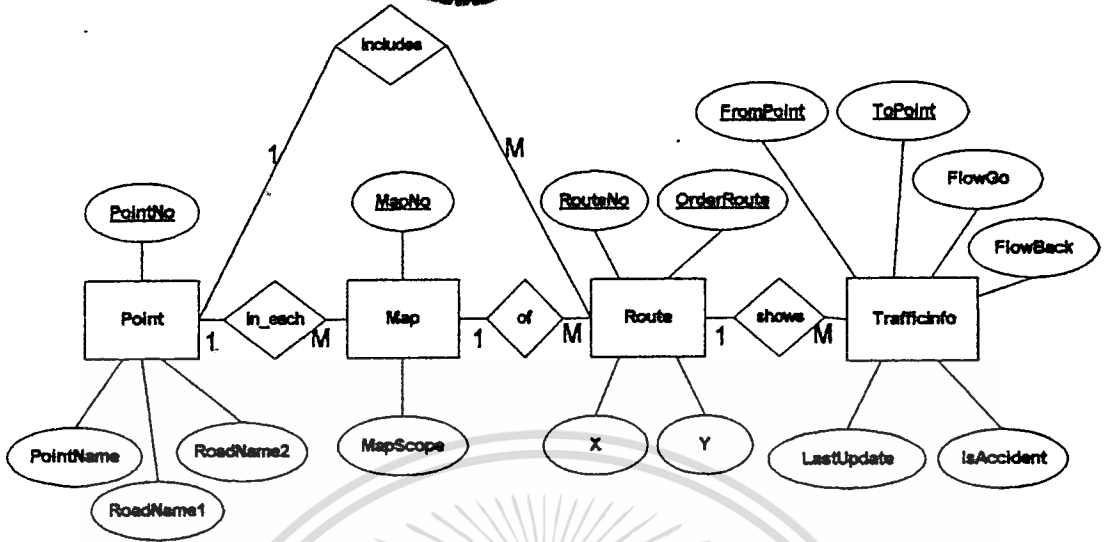 includes
1
M
FromPoint
ToPoint
FlowGo
FlowBack
PointNo
MapNo
RouteNo
OrderRoute
Point
1
in_each
M
Map
1
of
M
Route
1
shows
M
TrafficInfo
PointName
RoadName1
RoadName2
MapScope
X
Y
LastUpdate
IsAccident